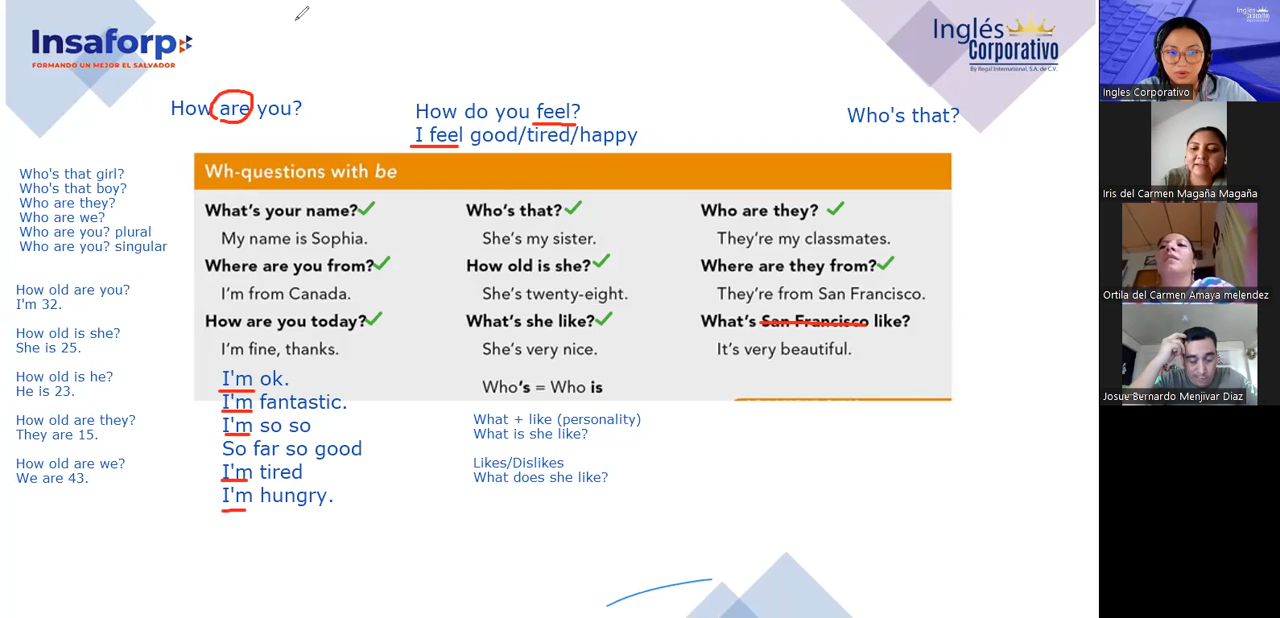 Insaforp
FORMANDO UN MEJOR EL SALVADOR
Inglés
Corporativo
By Regal International, S.A. de C.V.
How are you?
How do you feel?
I feel good/tired/happy
Who's that?
Who's that girl?
Who's that boy?
Who are they?
Who are we?
Who are you? plural
Who are you? singular
How old are you?
I'm 32.
How old is she?
She is 25.
How old is he?
He is 23.
How old are they?
They are 15.
How old are we?
We are 43.
Wh-questions with be
What's your name?
My name is Sophia.
Where are you from?
I'm from Canada.
How are you today?
I'm fine, thanks.
I'm ok.
I'm fantastic.
I'm so so
So far so good
I'm tired
I'm hungry.
Who's that?
She's my sister.
How old is she?
She's twenty-eight.
What's she like?
She's very nice.
Who's = Who is
What + like (personality)
What is she like?
Likes/Dislikes
What does she like?
Who are they?
They're my classmates.
Where are they from?
They're from San Francisco.
What's San Francisco like?
It's very beautiful.
Ingles Corporativo
Iris del Carmen Magaña Magaña
Ortila del Carmen Amaya melendez
Josue Bernardo Menjivar Diaz